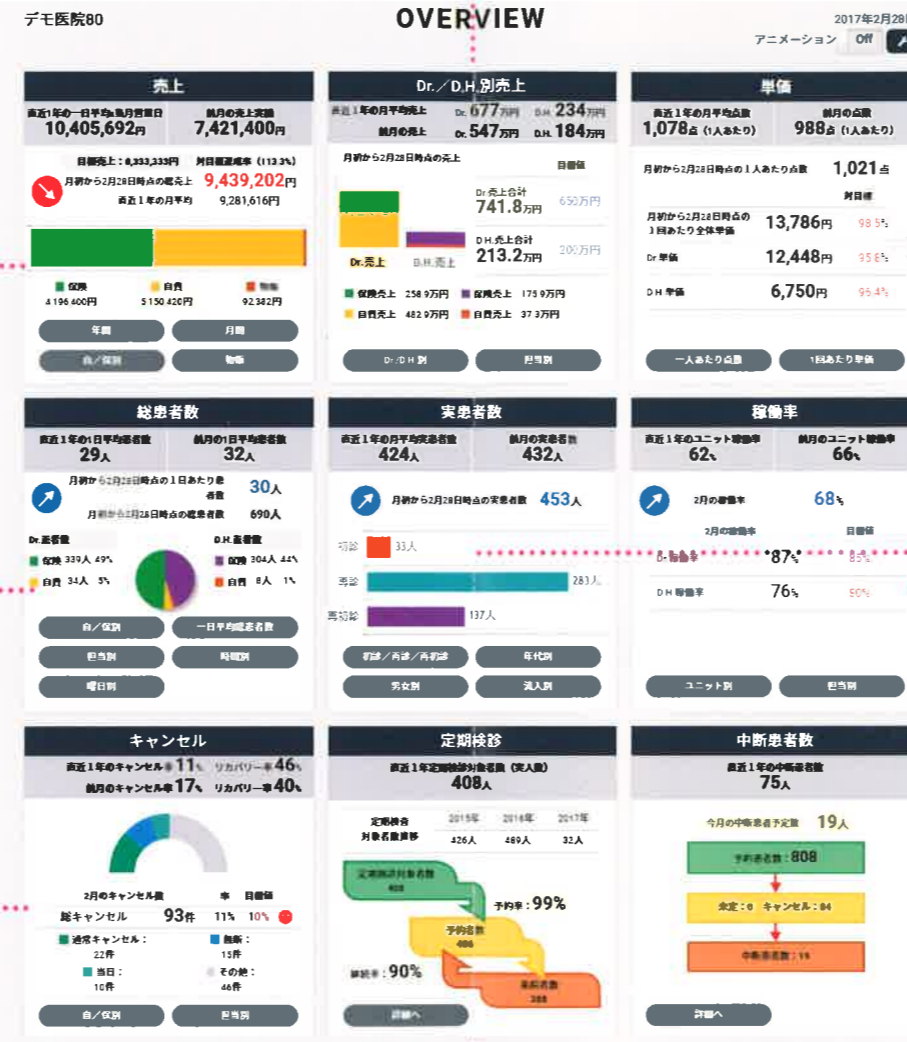 デモ医院80
OVERVIEW
2017年2月28
アニメーション Off
売上
直近1年の一日平均×当月営業日 前月の売上実績
10,405,692円 7,421,400円
目標売上：8,333,333円 対目標達成率（113.3%）
月初から2月28日時点の総売上 9,439,202円
直近1年の月平均 9,281,616円
保険 自費 物販
4 196 400円 5 150 420円 92 382円
年間 月間
自／保別 物販
Dr.／D.H.別売上
直近1年の月平均売上 Dr. 677万円 D.H. 234万円
前月の売上 Dr. 547万円 D.H. 184万円
月初から2月28日時点の売上 目標値
Dr.売上合計
741.8万円 650万円
D.H.売上合計
213.2万円 200万円
Dr.売上 D.H.売上
保険売上 258 9万円 保険売上 175 9万円
自費売上 482 9万円 自費売上 37 3万円
Dr/DH 別 担当別
単価
直近1年の月平均点数 前月の点数
1,078点（1人あたり） 988点（1人あたり）
月初から2月28日時点の1人あたり点数 1,021点
対目標
月初から2月28日時点の
1回あたり全体単価 13,786円 98.5%
Dr 単価 12,448円 95 8%
DH 単価 6,750円 96.4%
一人あたり点数 1回あたり単価
総患者数
直近1年の1日平均患者数 前月の1日平均患者数
29人 32人
月初から2月28日時点の1日あたり患
者数 30人
月初から2月28日時点の総患者数 690人
Dr.患者数 D.H.患者数
保険 339人 49% 保険 304人 44%
自費 34人 5% 自費 8人 1%
自／保別 一日平均総患者数
担当別 時間別
曜日別
実患者数
直近1年の月平均実患者数 前月の実患者数
424人 432人
月初から2月28日時点の実患者数 453人
初診 33人
再診 283人
再初診 137人
初診／再診／再初診 年代別
男女別 流入別
稼働率
直近1年のユニット稼働率 前月のユニット稼働率
62% 66%
2月の稼働率 68%
2月の稼働率 目標値
Dr 稼働率 87% 85%
DH 稼働率 76% 80%
ユニット別 担当別
キャンセル
直近1年のキャンセル率 11% リカバリー率 46%
前月のキャンセル率 17% リカバリー率 40%
2月のキャンセル数 率 目標値
総キャンセル 93件 11% 10%
通常キャンセル： 無断：
22件 15件
当日： その他：
10件 46件
自／保別 担当別
定期検診
直近1年定期検診対象者数（実人数）
408人
定期検査 2015年 2016年 2017年
対象者数推移 426人 489人 32人
定期検診対象者数
408
予約率：99%
予約者数
406
継続率：90%
来院者数
388
詳細へ
中断患者数
直近1年の中断患者数
75人
今月の中断患者予定数 19人
予約患者数：808
未定：0 キャンセル：84
中断患者数：19
詳細へ